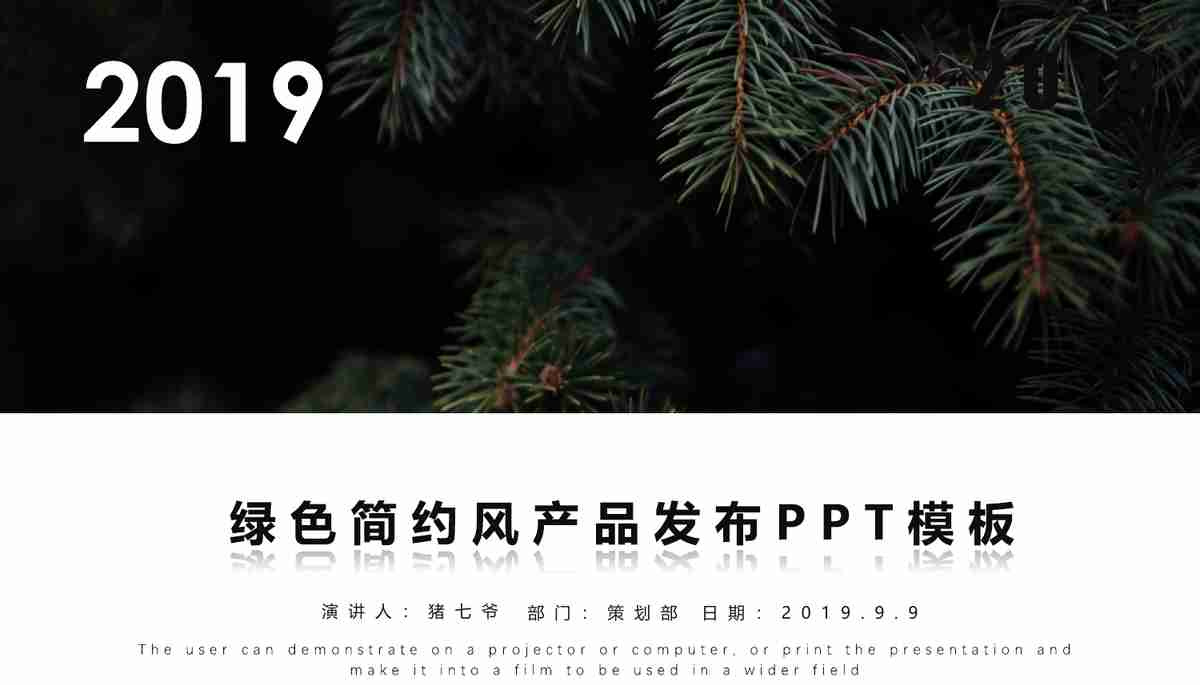 2019
2019
绿色简约风产品发布PPT模板
演讲人：猪七爷 部门：策划部 日期：2019.9.9
The user can demonstrate on a projector or computer, or print the presentation and
make it into a film to be used in a wider field